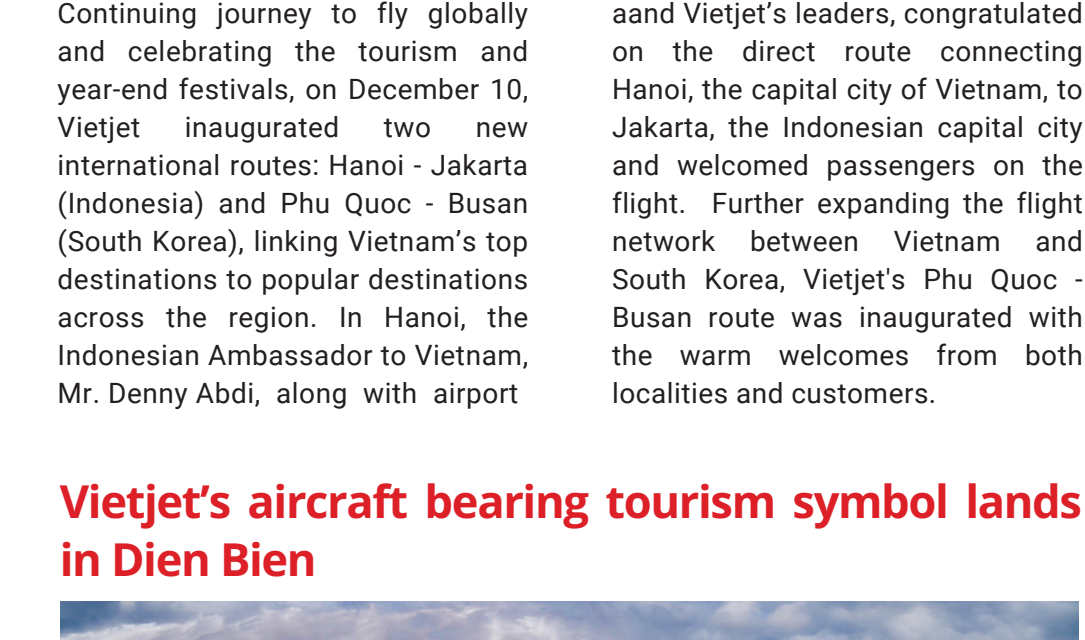 Continuing journey to fly globally
and celebrating the tourism and
year-end festivals, on December 10,
Vietjet inaugurated two new
international routes: Hanoi - Jakarta
(Indonesia) and Phu Quoc - Busan
(South Korea), linking Vietnam’s top
destinations to popular destinations
across the region. In Hanoi, the
Indonesian Ambassador to Vietnam,
Mr. Denny Abdi, along with airport
aand Vietjet’s leaders, congratulated
on the direct route connecting
Hanoi, the capital city of Vietnam, to
Jakarta, the Indonesian capital city
and welcomed passengers on the
flight. Further expanding the flight
network between Vietnam and
South Korea, Vietjet's Phu Quoc -
Busan route was inaugurated with
the warm welcomes from both
localities and customers.
Vietjet’s aircraft bearing tourism symbol lands
in Dien Bien